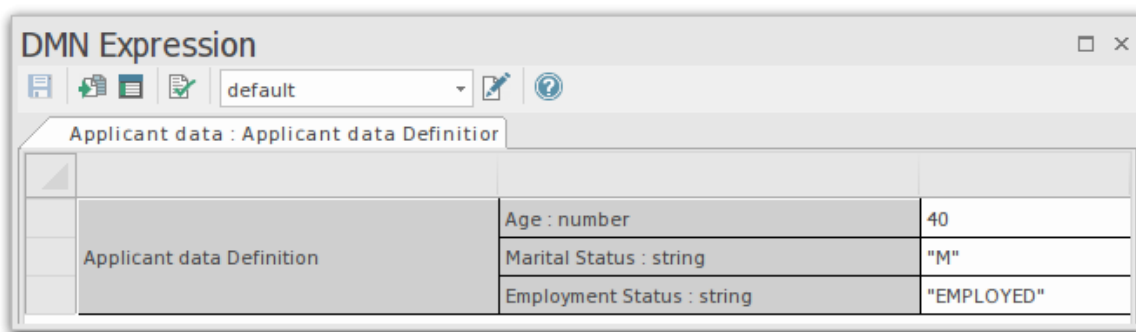 DMN Expression
default
Applicant data : Applicant data Definitior
Age : number 40
Applicant data Definition Marital Status : string "M"
Employment Status : string "EMPLOYED"